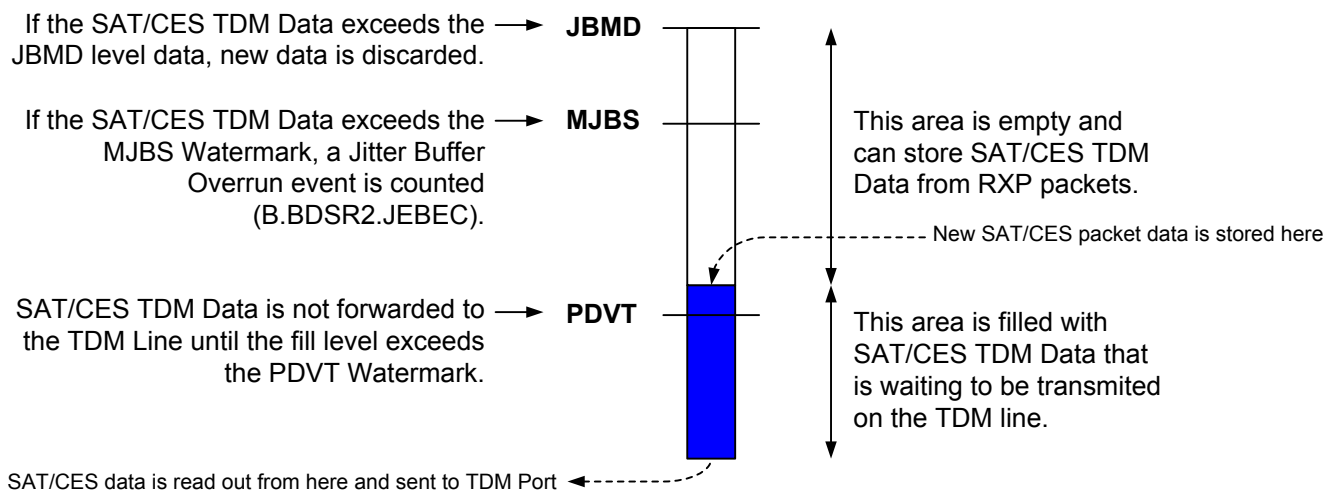 If the SAT/CES TDM Data exceeds the
JBMD level data, new data is discarded.
JBMD
If the SAT/CES TDM Data exceeds the
MJBS Watermark, a Jitter Buffer
Overrun event is counted
(B.BDSR2.JEBEC).
MJBS
This area is empty and
can store SAT/CES TDM
Data from RXP packets.
New SAT/CES packet data is stored here
SAT/CES TDM Data is not forwarded to
the TDM Line until the fill level exceeds
the PDVT Watermark.
PDVT
This area is filled with
SAT/CES TDM Data that
is waiting to be transmited
on the TDM line.
SAT/CES data is read out from here and sent to TDM Port